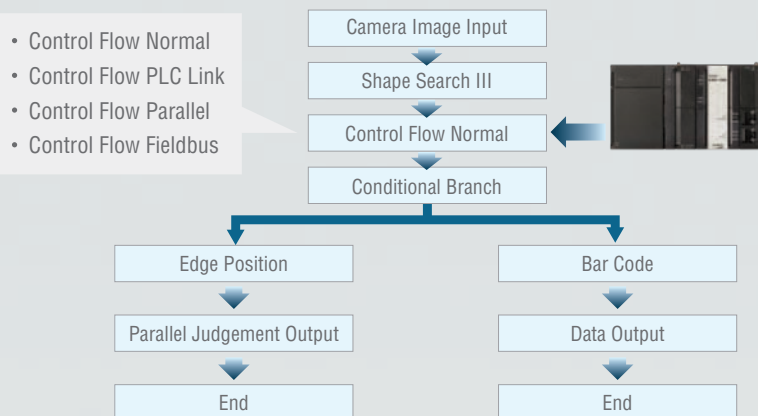 • Control Flow Normal
• Control Flow PLC Link
• Control Flow Parallel
• Control Flow Fieldbus
Camera Image Input
Shape Search III
Control Flow Normal
Conditional Branch
Edge Position
Parallel Judgement Output
End
Bar Code
Data Output
End